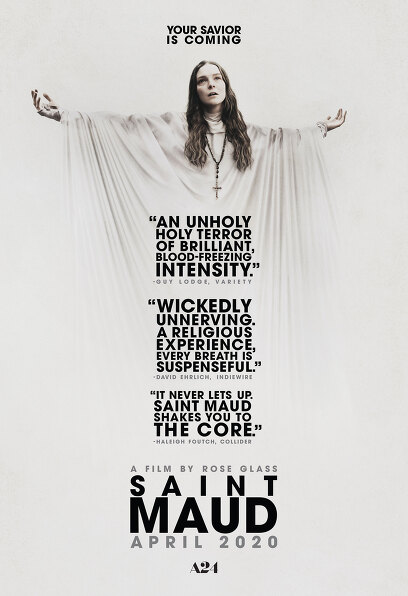 YOUR SAVIOR
IS COMING
“AN UNHOLY
HOLY TERROR
OF BRILLIANT,
BLOOD-FREEZING
INTENSITY.”
-GUY LODGE, VARIETY
“WICKEDLY
UNNERVING.
A RELIGIOUS
EXPERIENCE,
EVERY BREATH IS
SUSPENSEFUL.”
-DAVID EHRLICH, INDIEWIRE
“IT NEVER LETS UP.
SAINT MAUD
SHAKES YOU TO
THE CORE.”
-HALEIGH FOUTCH, COLLIDER
A FILM BY ROSE GLASS
SAINT
MAUD
APRIL 2020
A24